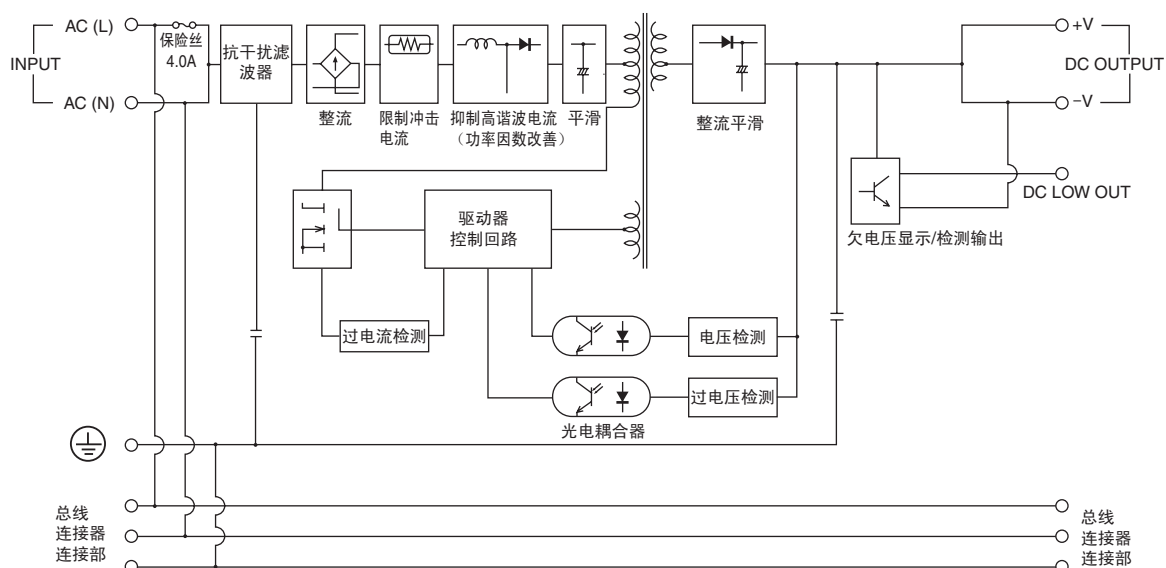 AC (L)
INPUT
AC (N)
保险丝
4.0A
抗干扰滤
波器
整流
限制冲击
电流
抑制高谐波电流
（功率因数改善）
平滑
整流平滑
+V
DC OUTPUT
−V
DC LOW OUT
欠电压显示/检测输出
驱动器
控制回路
过电流检测
电压检测
过电压检测
光电耦合器
总线
连接器
连接部
总线
连接器
连接部